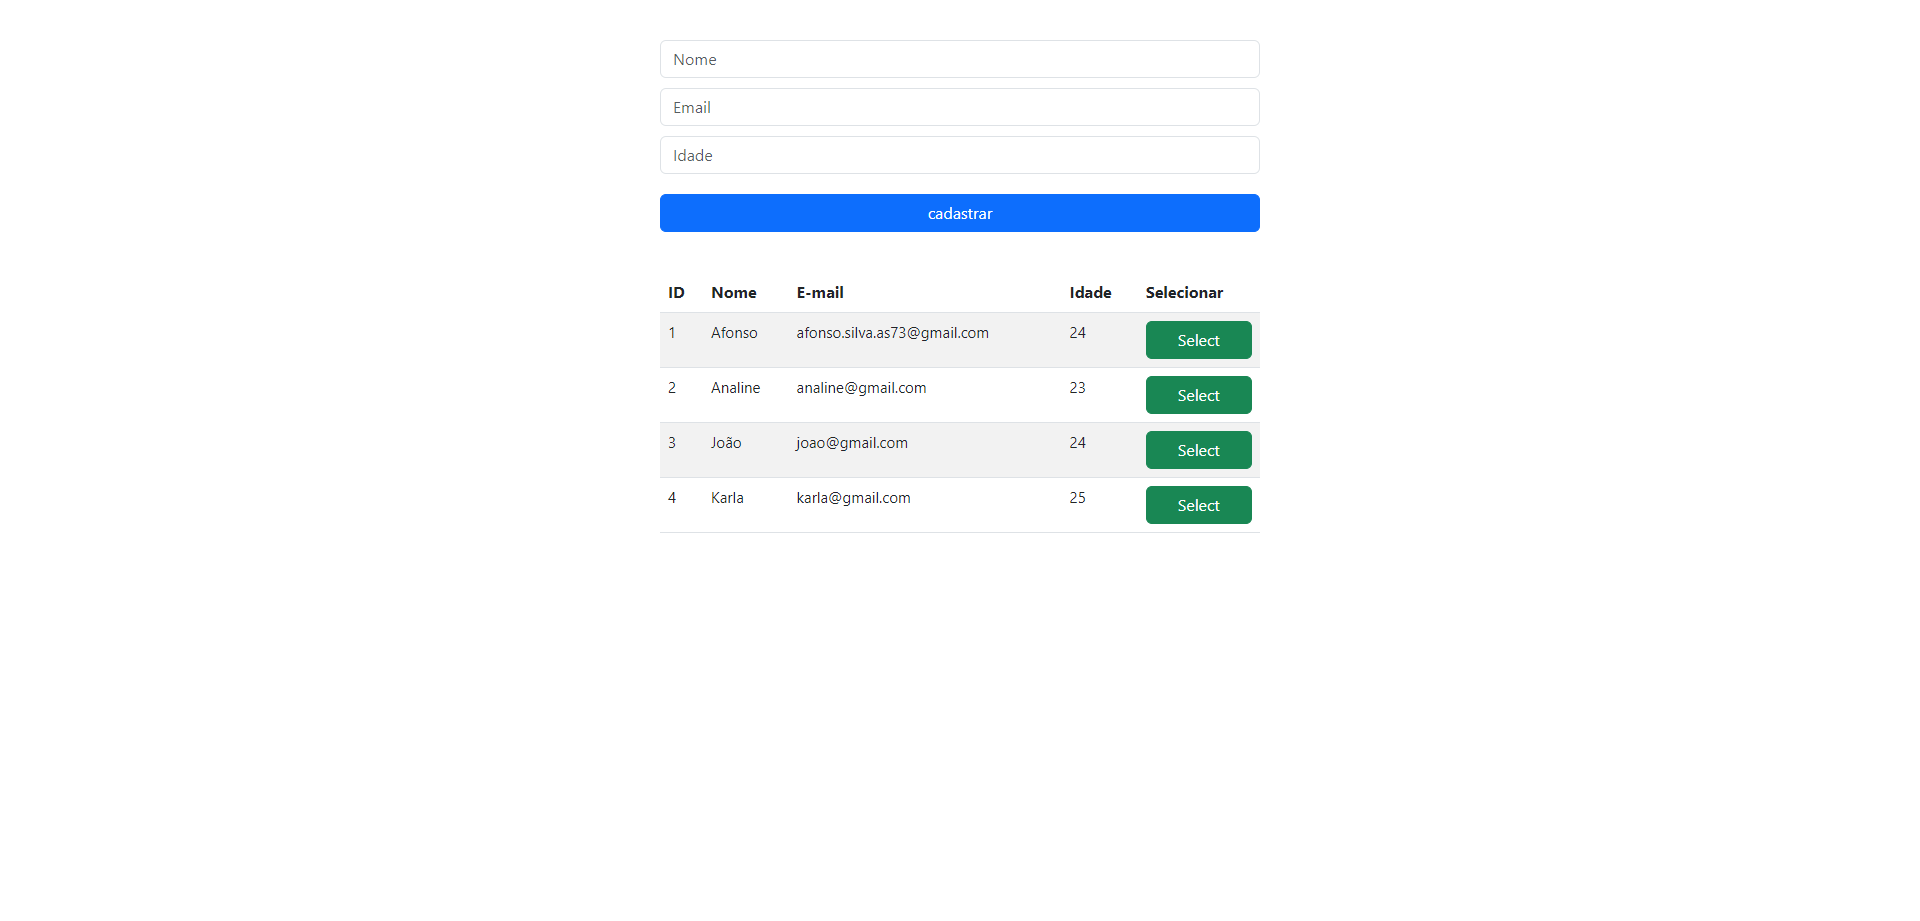 Nome
Email
Idade
cadastrar
ID Nome E-mail Idade Selecionar
1 Afonso afonso.silva.as73@gmail.com 24 Select
2 Analine analine@gmail.com 23 Select
3 João joao@gmail.com 24 Select
4 Karla karla@gmail.com 25 Select